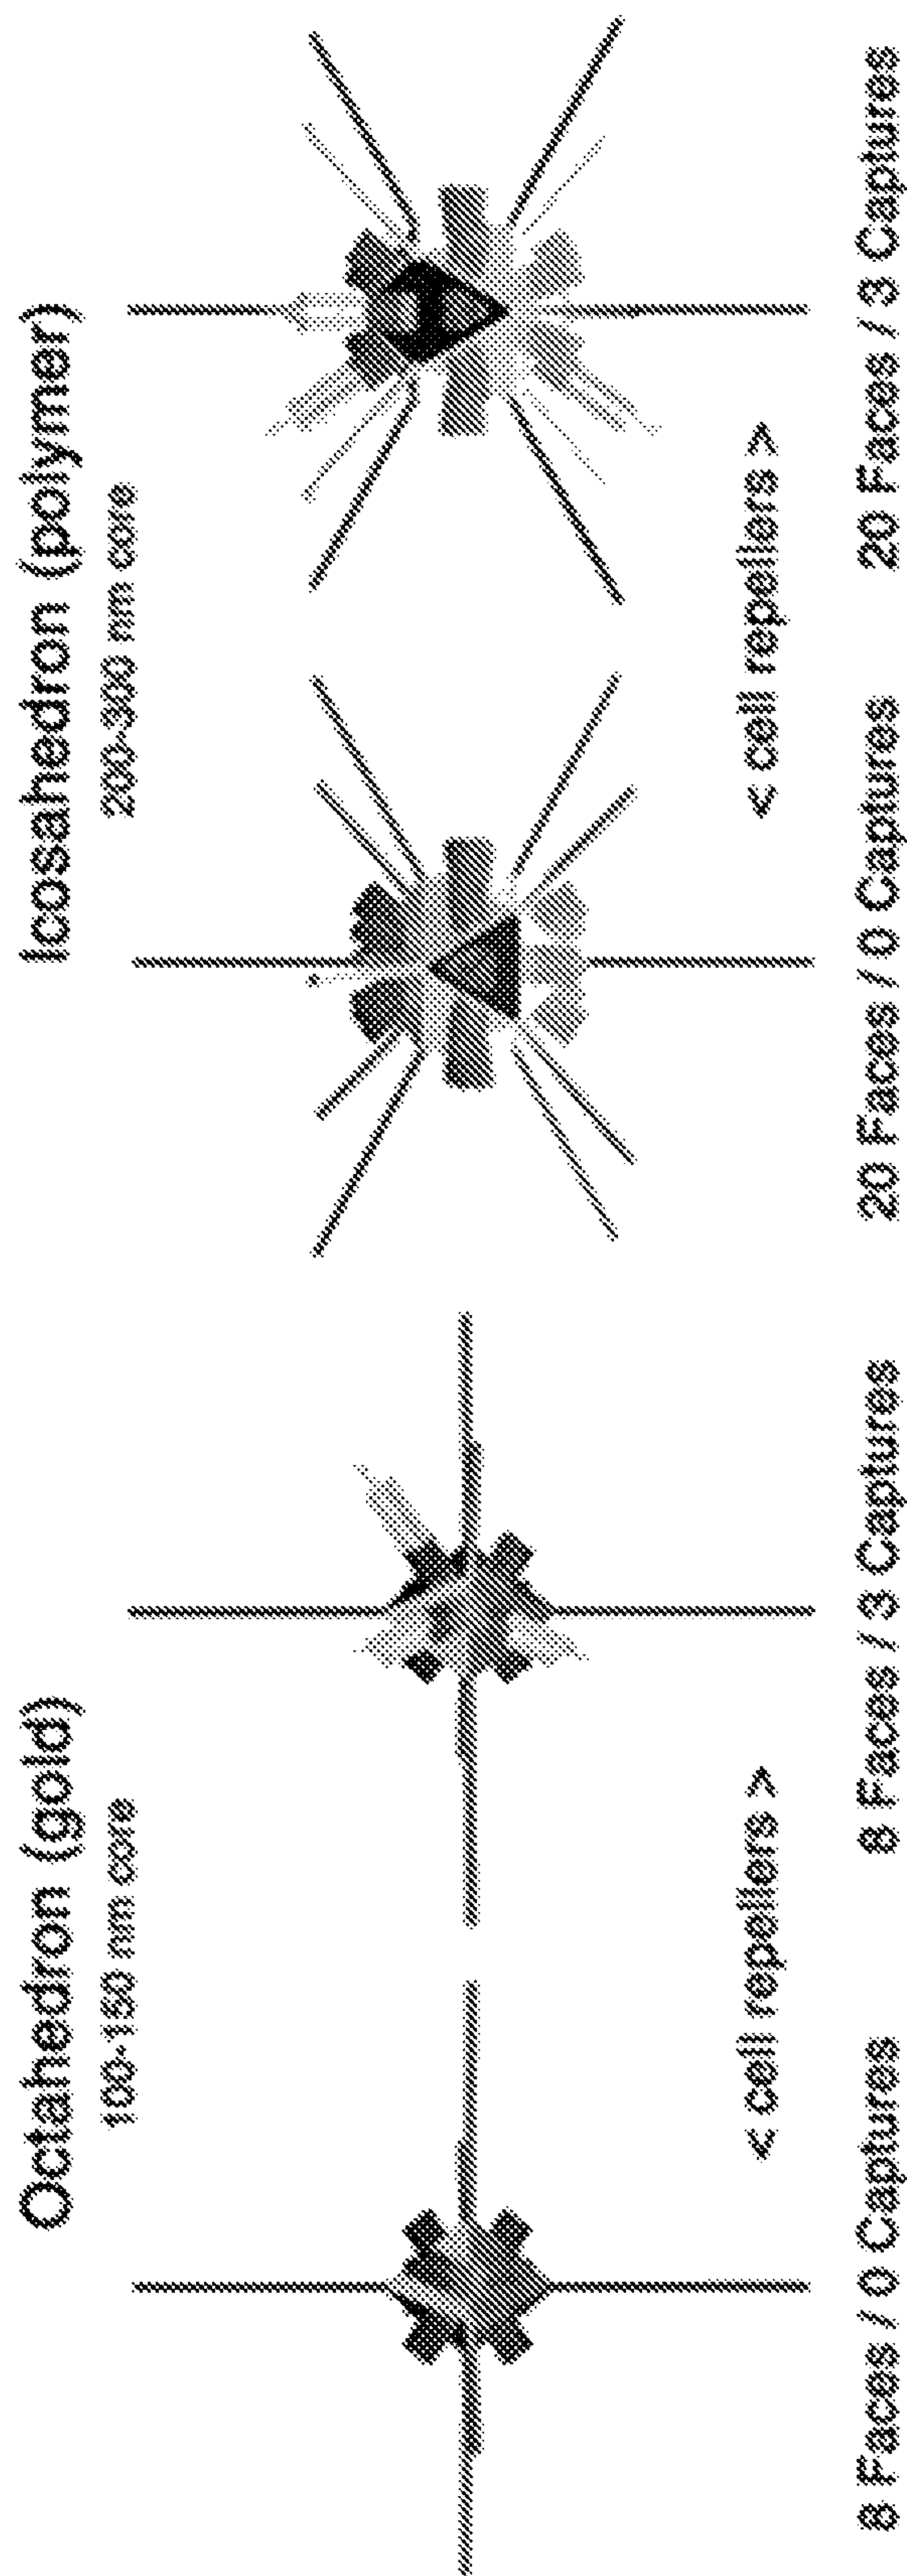 Octahedron (gold)
100-150 nm core
Icosahedron (polymer)
200-300 nm core
< cell repellers >
< cell repellers >
8 Faces / 0 Captures
8 Faces / 3 Captures
20 Faces / 0 Captures
20 Faces / 3 Captures